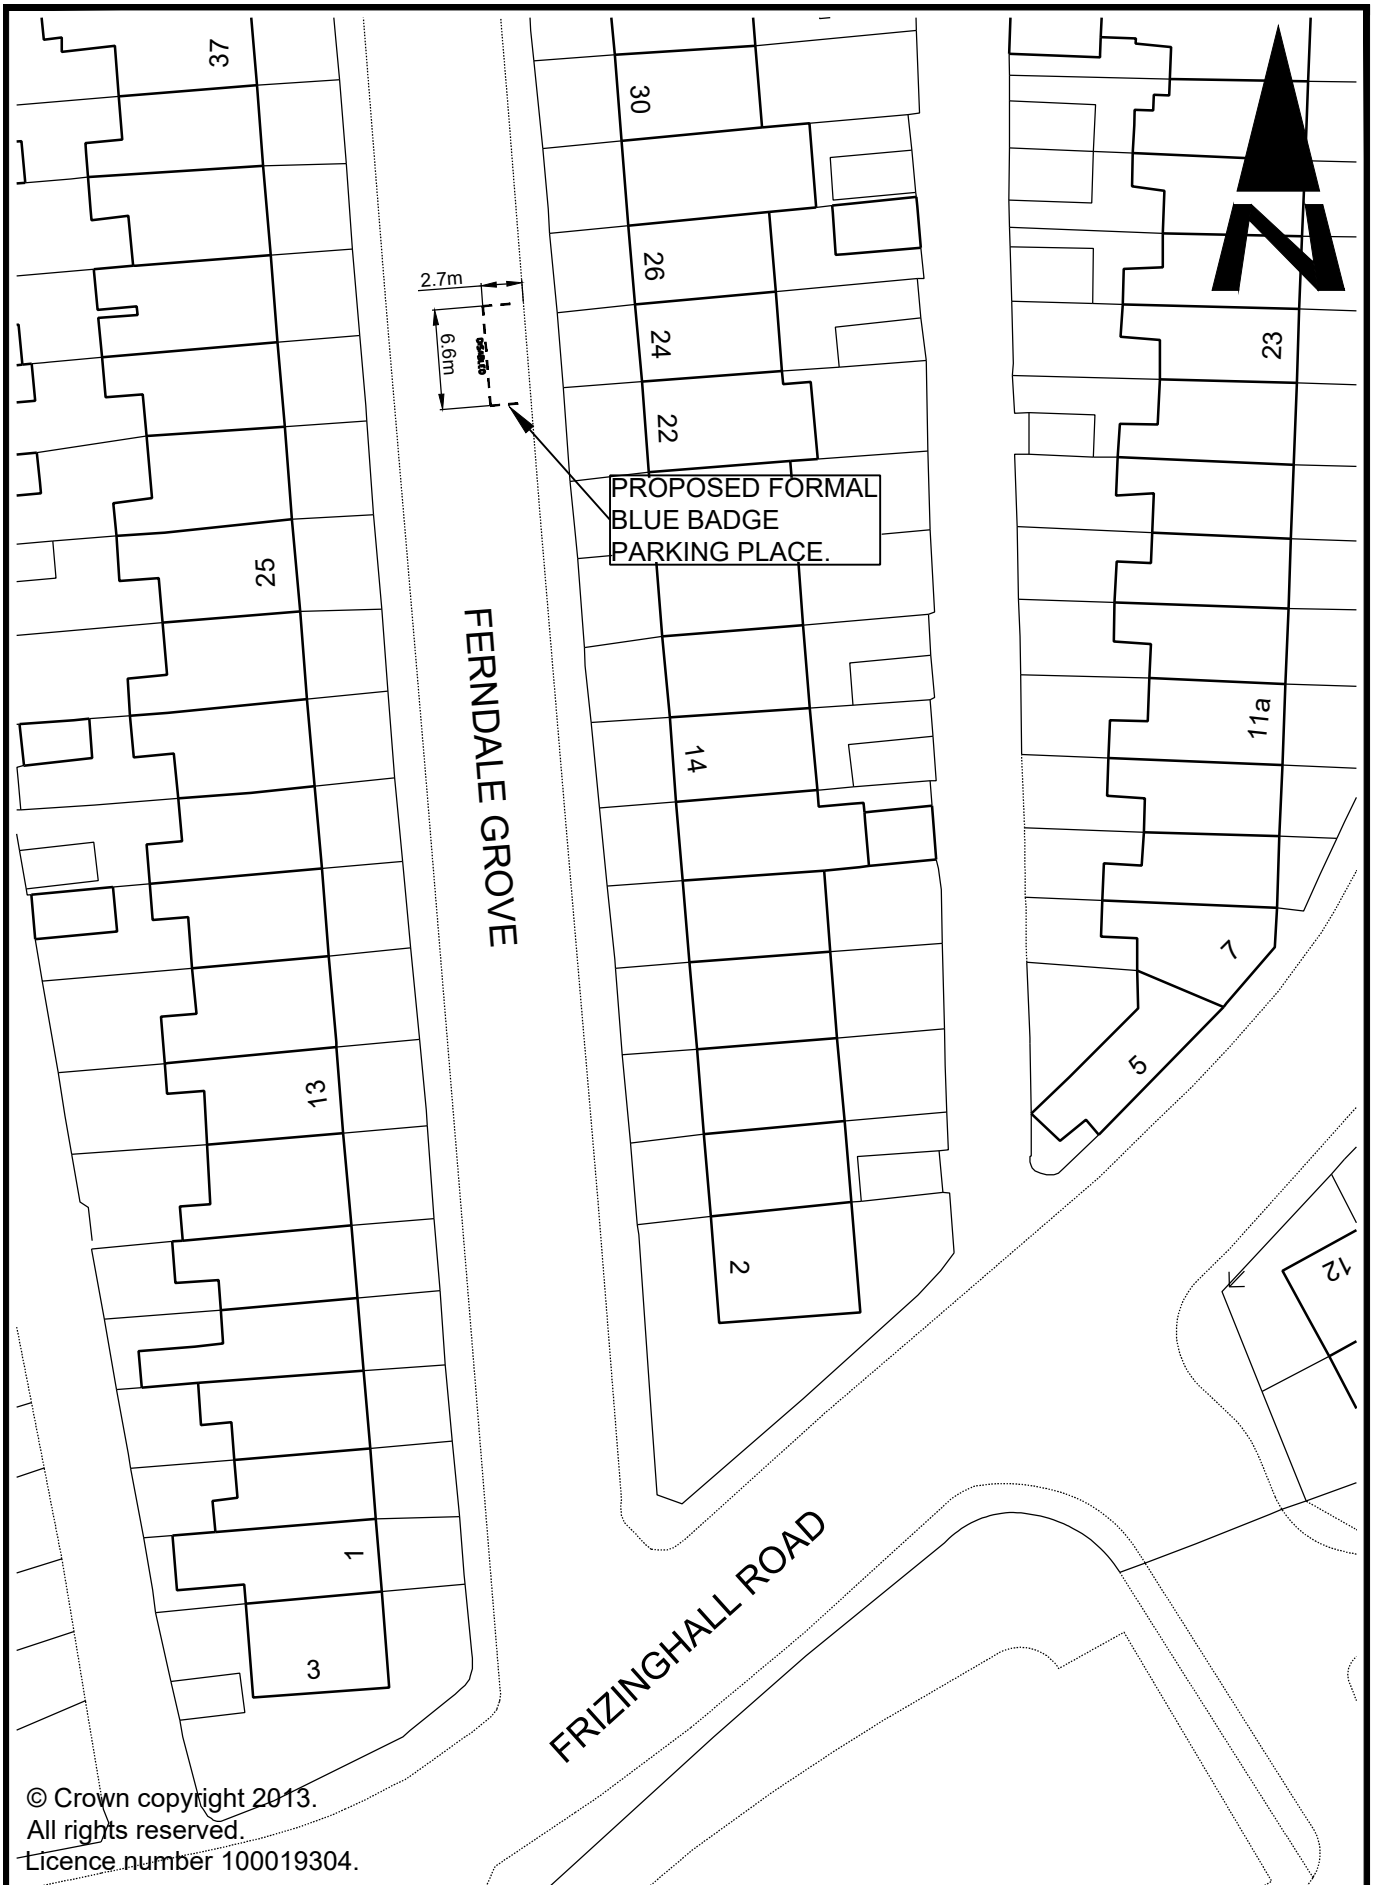 37
30
N
26
2.7m
24
6.6m
DISABLED
23
22
PROPOSED FORMAL
BLUE BADGE
PARKING PLACE.
25
FERNDALE GROVE
11a
14
7
5
13
2
12
1
FRIZINGHALL ROAD
3
© Crown copyright 2013.
All rights reserved.
Licence number 100019304.